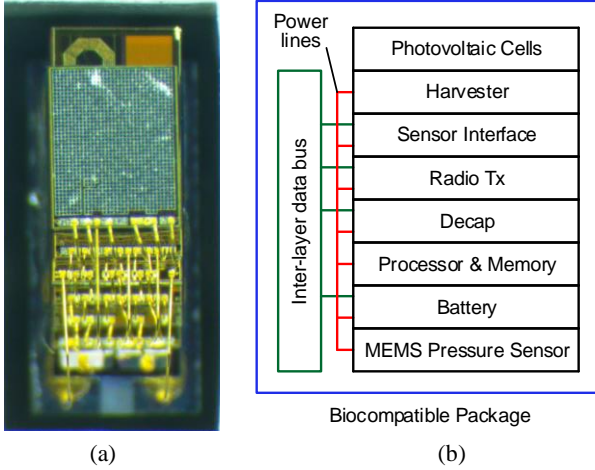 Power
lines
Photovoltaic Cells
Harvester
Sensor Interface
Radio Tx
Decap
Processor & Memory
Battery
MEMS Pressure Sensor
Inter-layer data bus
Biocompatible Package
(a)
(b)